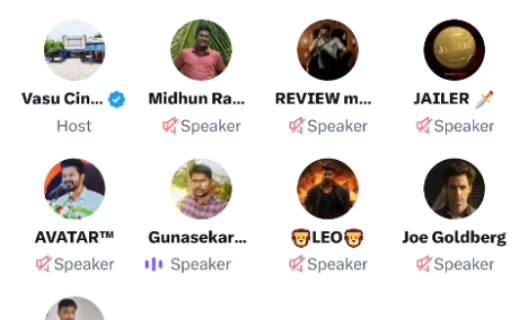 Vasu Cin... Midhun Ra... REVIEW m... JAILER 🗡️
Host Speaker Speaker Speaker
AVATAR™ Gunasekar... 🦁LEO🦁 Joe Goldberg
Speaker Speaker Speaker Speaker
JAILER